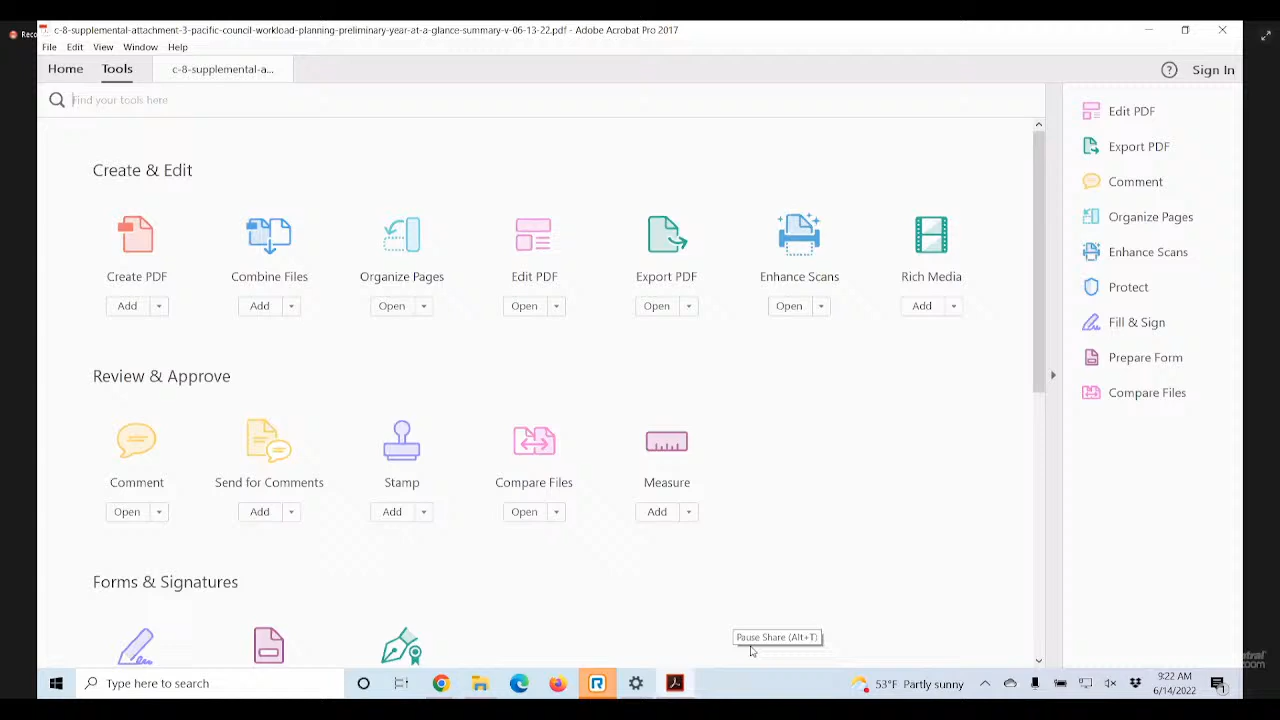 Reco
c-8-supplemental-attachment-3-pacific-council-workload-planning-preliminary-year-at-a-glance-summary-v-06-13-22.pdf - Adobe Acrobat Pro 2017
File Edit View Window Help
Home Tools c-8-supplemental-a... Sign In
Find your tools here
Create & Edit
Create PDF Combine Files Organize Pages Edit PDF Export PDF Enhance Scans Rich Media
Add Add Open Open Open Open Add
Review & Approve
Comment Send for Comments Stamp Compare Files Measure
Open Add Add Open Add
Forms & Signatures
Edit PDF
Export PDF
Comment
Organize Pages
Enhance Scans
Protect
Fill & Sign
Prepare Form
Compare Files
Pause Share (Alt+T)
Type here to search
53°F Partly sunny
9:22 AM
6/14/2022
1